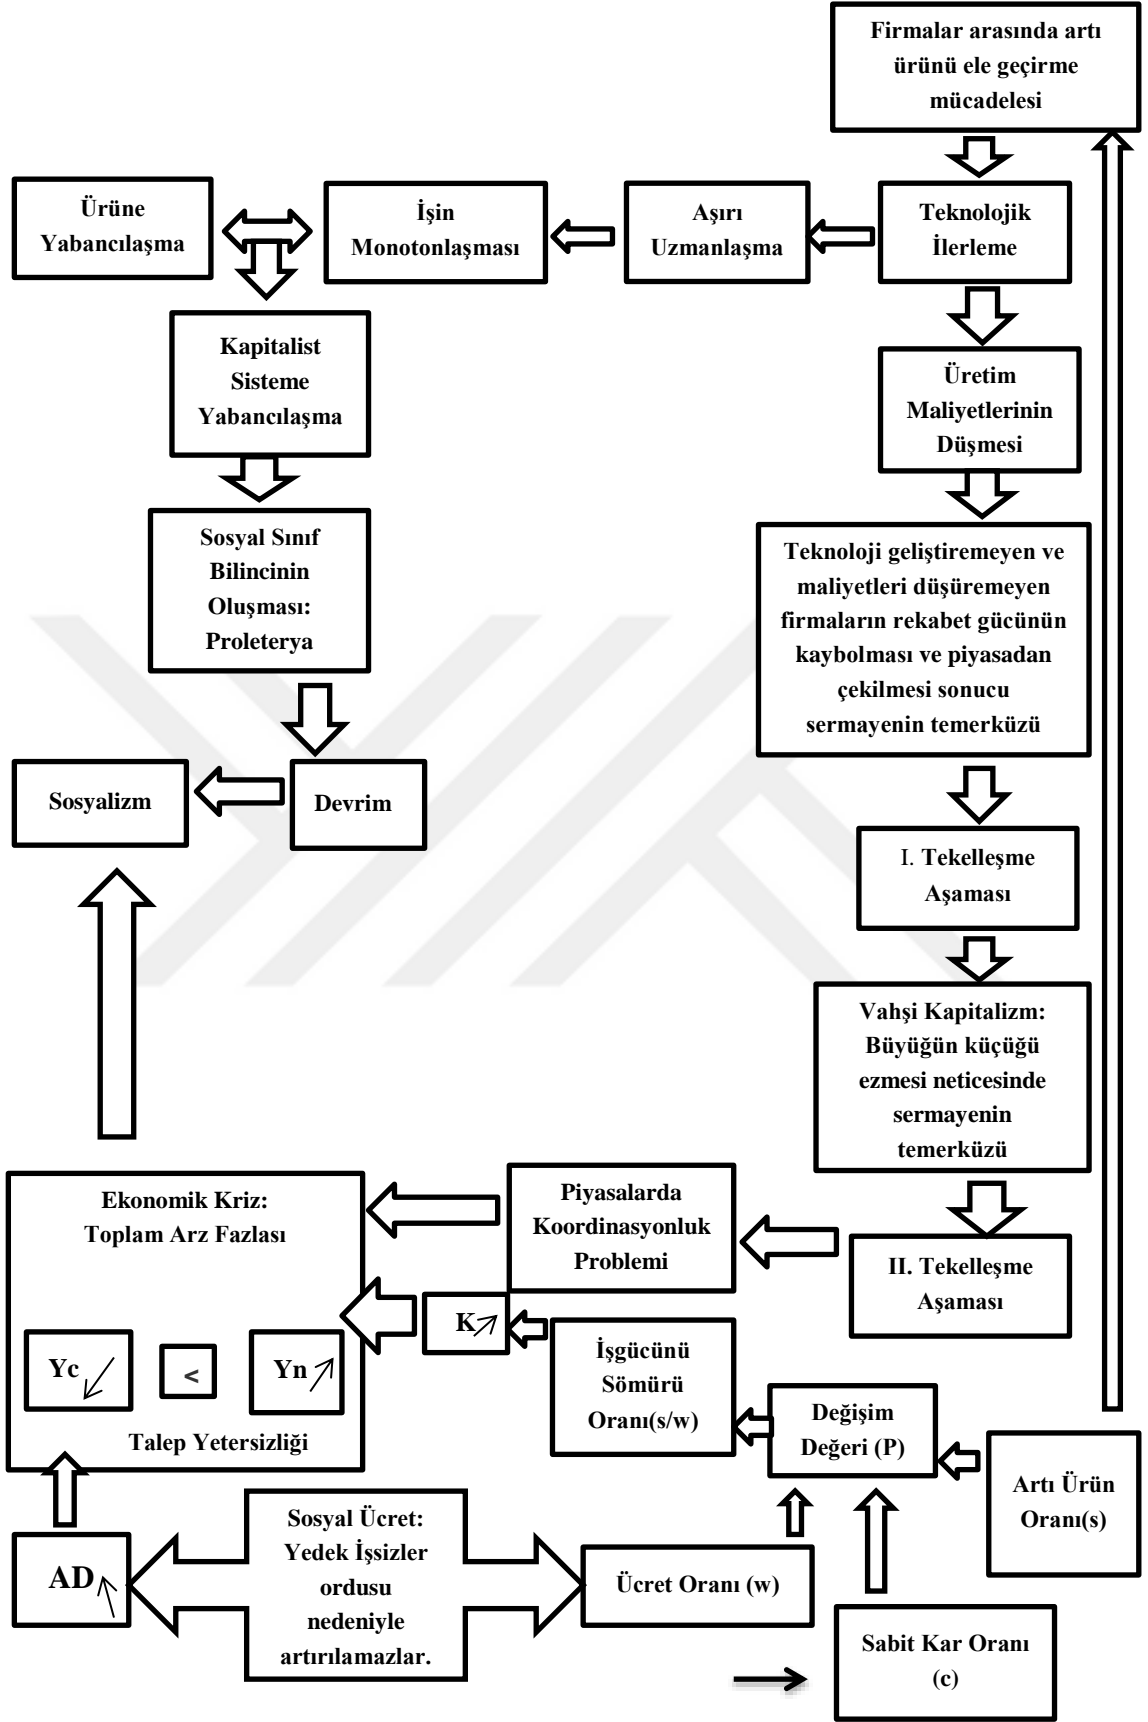 Firmalar arasında artı
ürünü ele geçirme
mücadelesi
Ürüne
Yabancılaşma
İşin
Monotonlaşması
Aşırı
Uzmanlaşma
Teknolojik
İlerleme
Kapitalist
Sisteme
Yabancılaşma
Üretim
Maliyetlerinin
Düşmesi
Sosyal Sınıf
Bilincinin
Oluşması:
Proleterya
Teknoloji geliştiremeyen ve
maliyetleri düşüremeyen
firmaların rekabet gücünün
kaybolması ve piyasadan
çekilmesi sonucu
sermayenin temerküzü
Sosyalizm
Devrim
I. Tekelleşme
Aşaması
Vahşi Kapitalizm:
Büyüğün küçüğü
ezmesi neticesinde
sermayenin
temerküzü
Ekonomik Kriz:
Toplam Arz Fazlası
Piyasalarda
Koordinasyonluk
Problemi
II. Tekelleşme
Aşaması
K
Yc
<
Yn
Talep Yetersizliği
İşgücünü
Sömürü
Oranı(s/w)
Değişim
Değeri (P)
Artı Ürün
Oranı(s)
AD
Sosyal Ücret:
Yedek İşsizler
ordusu
nedeniyle
artırılamazlar.
Ücret Oranı (w)
Sabit Kar Oranı
(c)